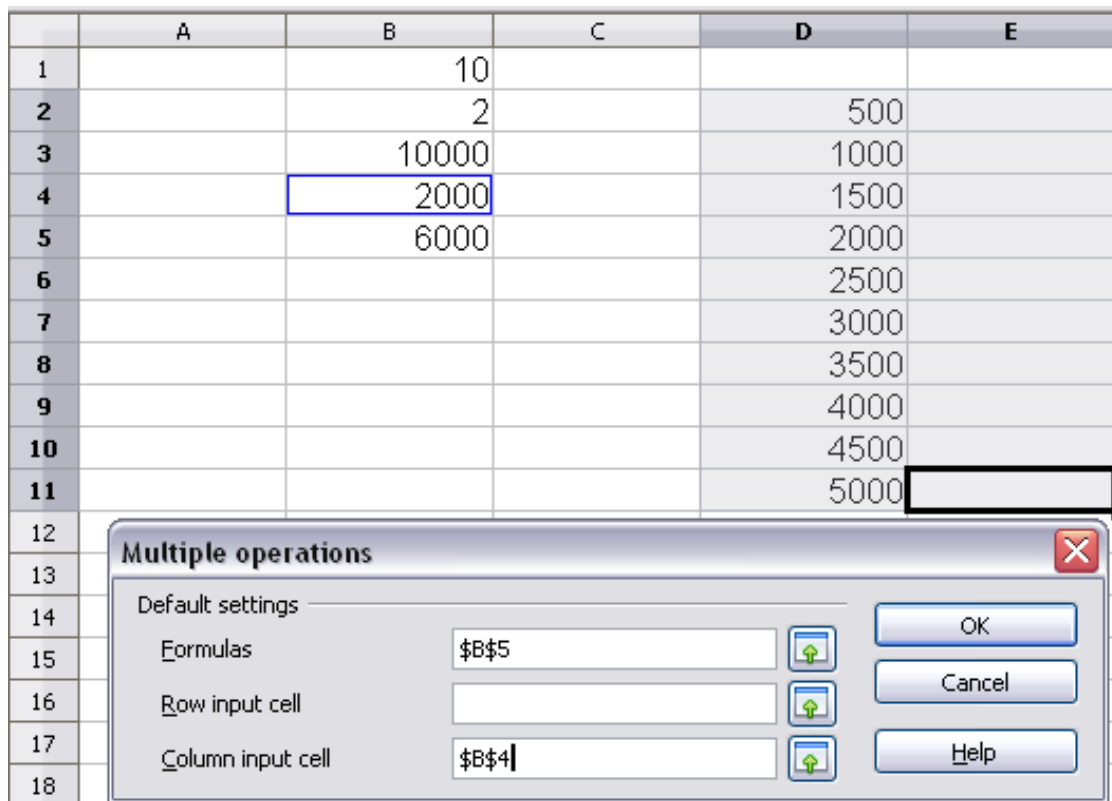 A B C D E
1 10
2 2 500
3 10000 1000
4 2000 1500
5 6000 2000
6 2500
7 3000
8 3500
9 4000
10 4500
11 5000
12
13
14
15
16
17
18
Multiple operations
Default settings
Formulas $B$5
Row input cell
Column input cell $B$4
OK
Cancel
Help